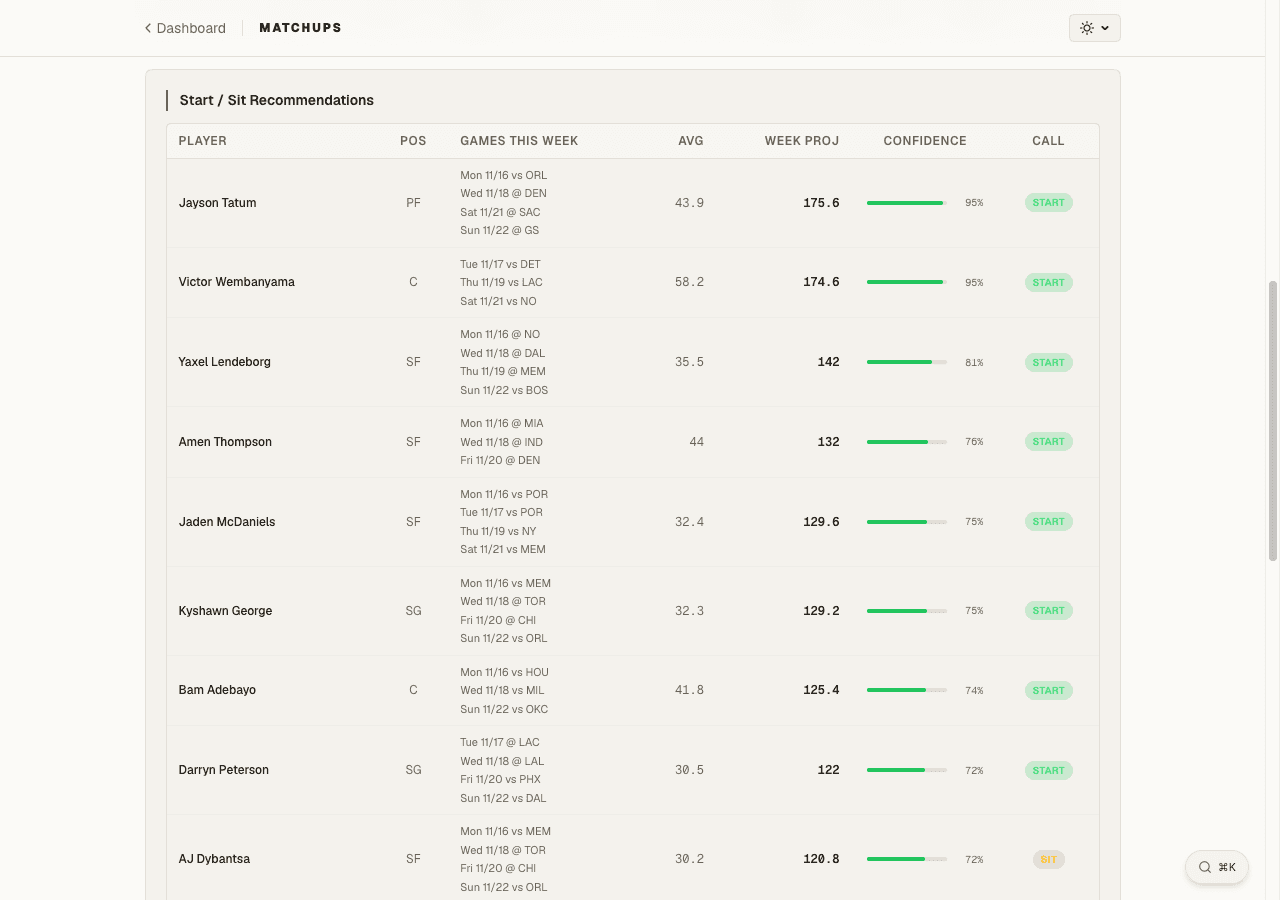 Dashboard
MATCHUPS
Start / Sit Recommendations
PLAYER POS GAMES THIS WEEK AVG WEEK PROJ CONFIDENCE CALL
Mon 11/16 vs ORL
Wed 11/18 @ DEN
Jayson Tatum PF 43.9 175.6 95% START
Sat 11/21 @ SAC
Sun 11/22 @ GS
Tue 11/17 vs DET
Victor Wembanyama C Thu 11/19 vs LAC 58.2 174.6 95% START
Sat 11/21 vs NO
Mon 11/16 @ NO
Wed 11/18 @ DAL
Yaxel Lendeborg SF 35.5 142 81% START
Thu 11/19 @ MEM
Sun 11/22 vs BOS
Mon 11/16 @ MIA
Amen Thompson SF Wed 11/18 @ IND 44 132 76% START
Fri 11/20 @ DEN
Mon 11/16 vs POR
Tue 11/17 vs POR
Jaden McDaniels SF 32.4 129.6 75% START
Thu 11/19 vs NY
Sat 11/21 vs MEM
Mon 11/16 vs MEM
Wed 11/18 @ TOR
Kyshawn George SG 32.3 129.2 75% START
Fri 11/20 @ CHI
Sun 11/22 vs ORL
Mon 11/16 vs HOU
Bam Adebayo C Wed 11/18 vs MIL 41.8 125.4 74% START
Sun 11/22 vs OKC
Tue 11/17 @ LAC
Wed 11/18 @ LAL
Darryn Peterson SG 30.5 122 72% START
Fri 11/20 vs PHX
Sun 11/22 vs DAL
Mon 11/16 vs MEM
Wed 11/18 @ TOR
AJ Dybantsa SF 30.2 120.8 72% SIT
Fri 11/20 @ CHI
Sun 11/22 vs ORL
⌘K